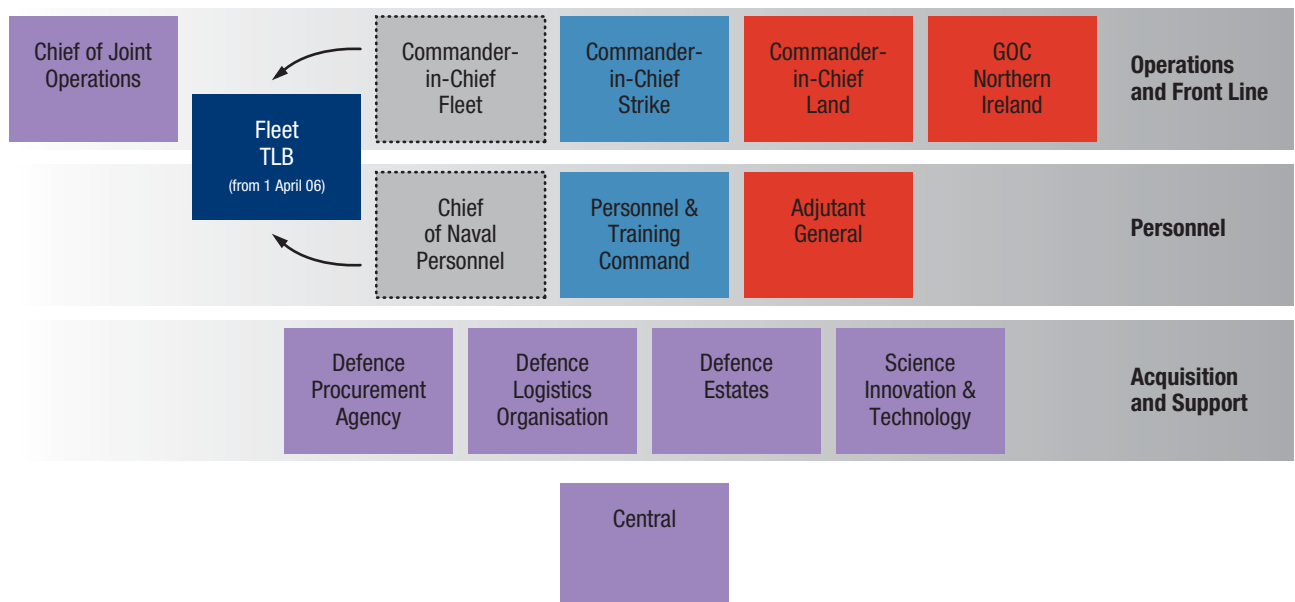 Chief of Joint
Operations
Fleet
TLB
(from 1 April 06)
Commander-
in-Chief
Fleet
Commander-
in-Chief
Strike
Commander-
in-Chief
Land
GOC
Northern
Ireland
Operations
and Front Line
Chief
of Naval
Personnel
Personnel &
Training
Command
Adjutant
General
Personnel
Defence
Procurement
Agency
Defence
Logistics
Organisation
Defence
Estates
Science
Innovation &
Technology
Acquisition
and Support
Central